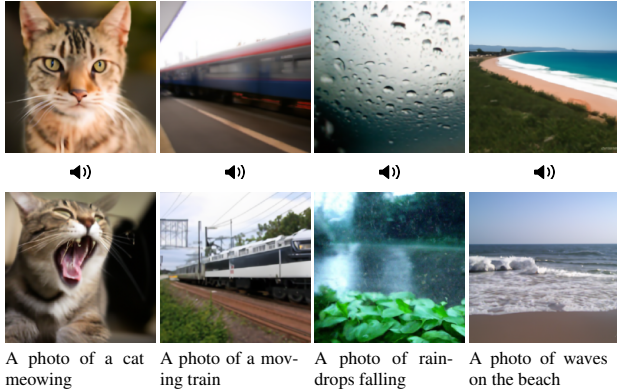 A photo of a cat
meowing
A photo of a mov-
ing train
A photo of rain-
drops falling
A photo of waves
on the beach